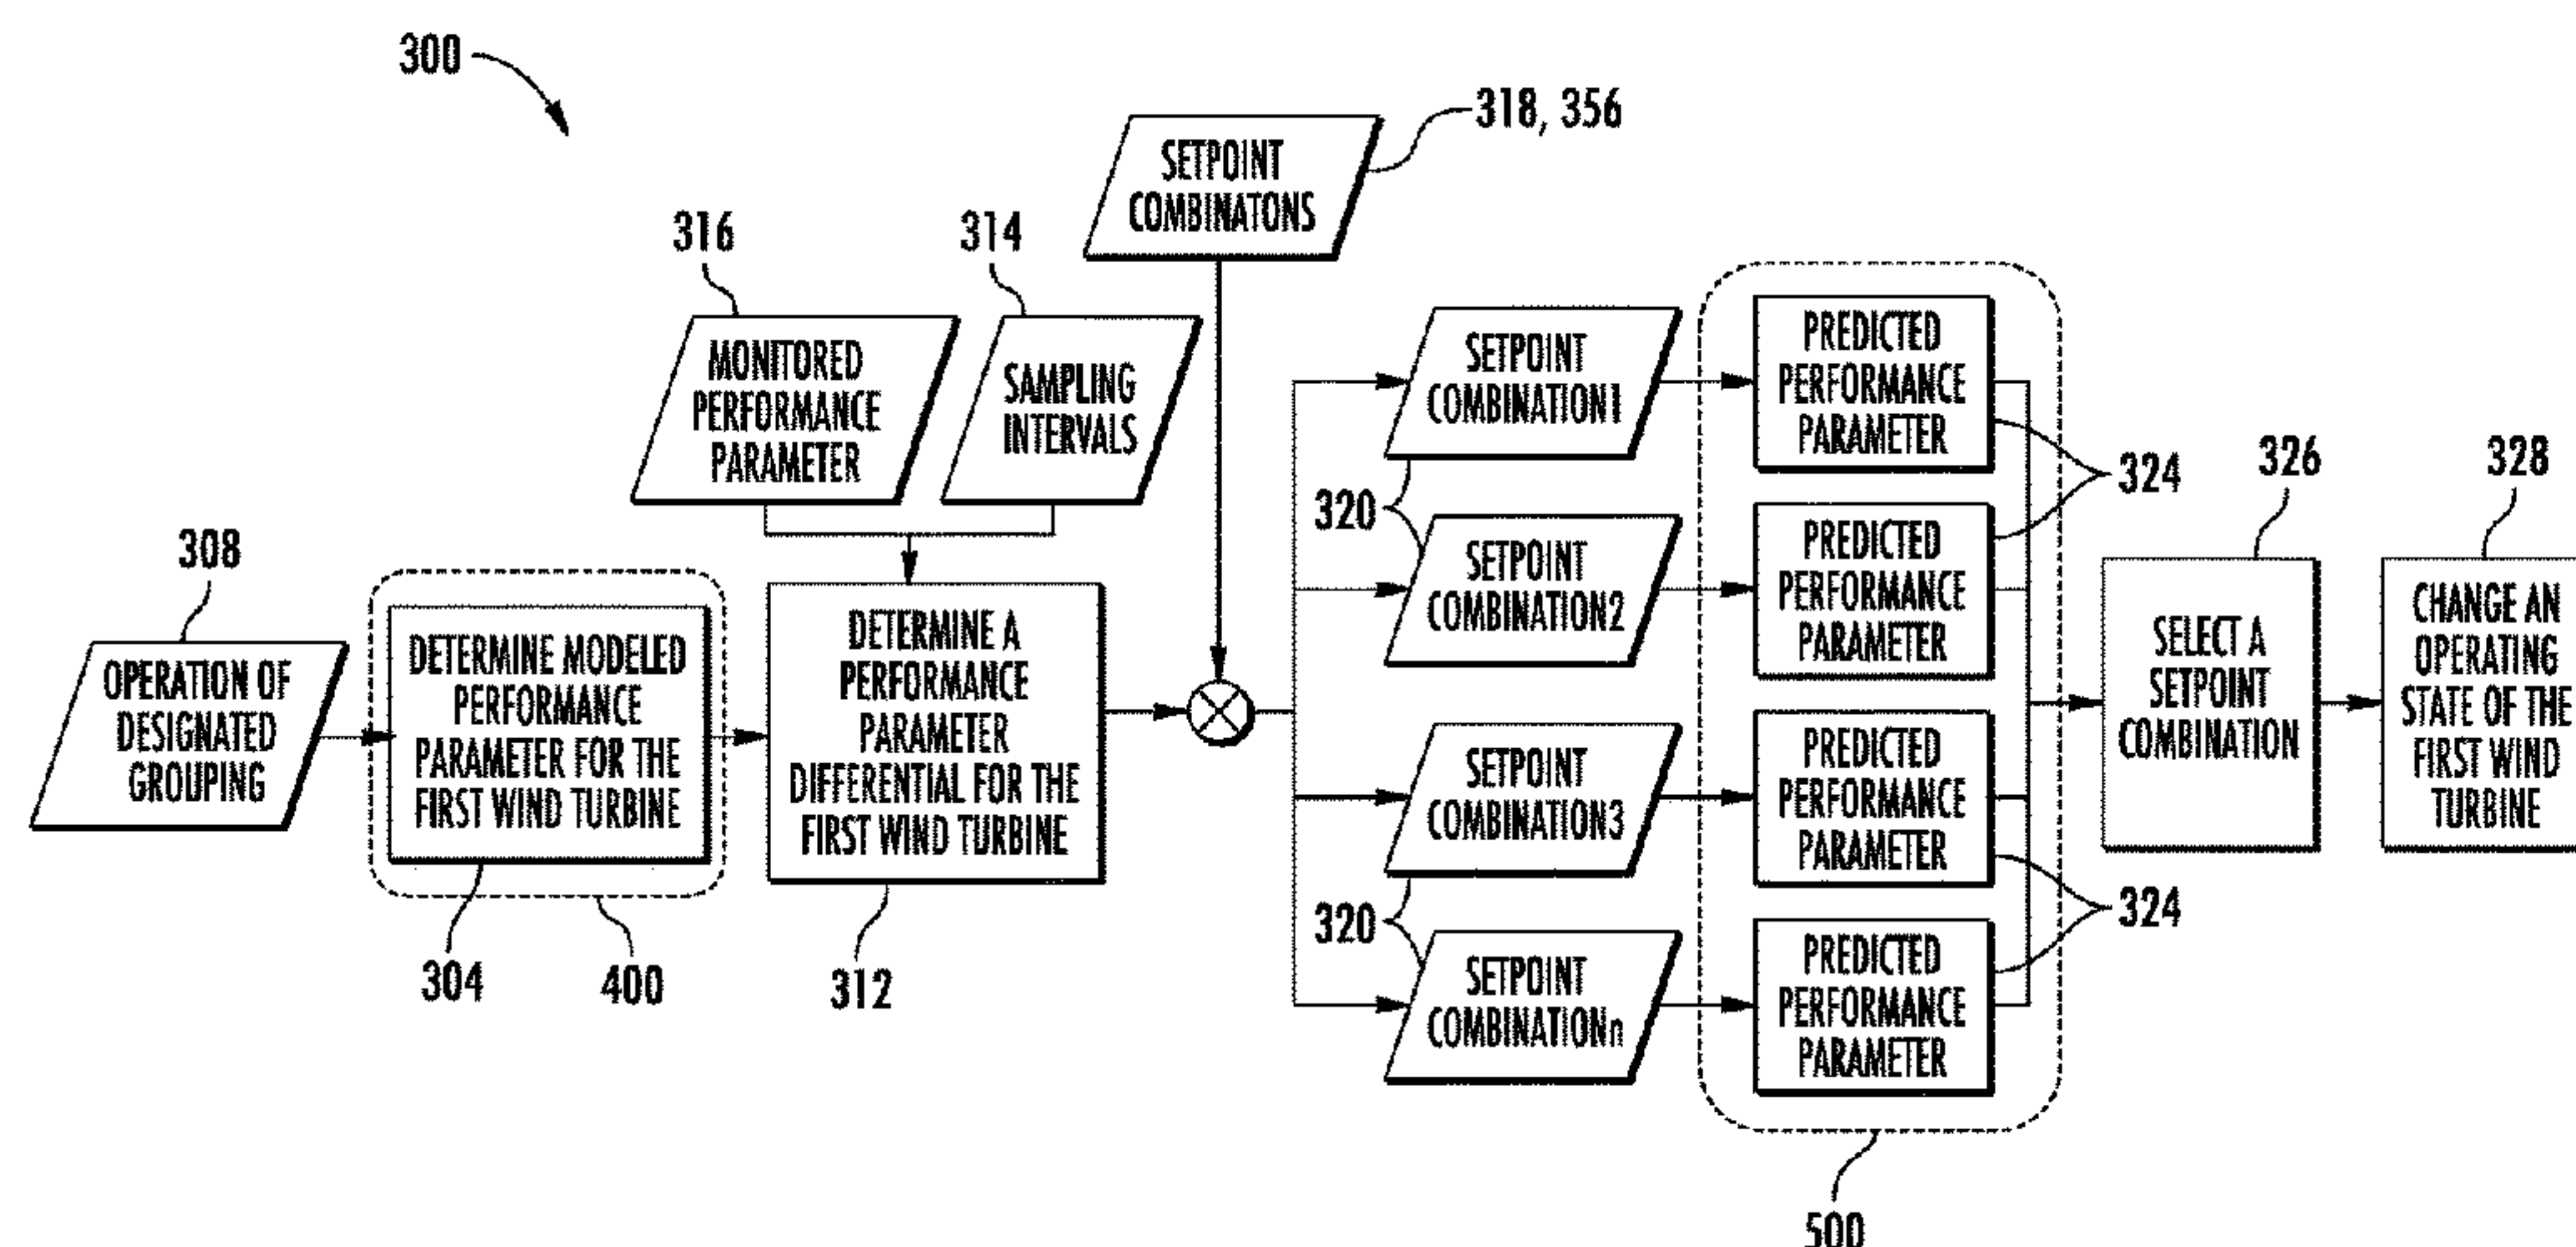 300
318, 356
SETPOINT
COMBINATONS
316
314
MONITORED
PERFORMANCE
PARAMETER
SAMPLING
INTERVALS
308
OPERATION OF
DESIGNATED
GROUPING
DETERMINE MODELED
PERFORMANCE
PARAMETER FOR THE
FIRST WIND TURBINE
304
400
DETERMINE A
PERFORMANCE
PARAMETER
DIFFERENTIAL FOR THE
FIRST WIND TURBINE
312
SETPOINT
COMBINATION1
320
SETPOINT
COMBINATION2
SETPOINT
COMBINATION3
320
SETPOINT
COMBINATIONn
PREDICTED
PERFORMANCE
PARAMETER
324
PREDICTED
PERFORMANCE
PARAMETER
PREDICTED
PERFORMANCE
PARAMETER
324
PREDICTED
PERFORMANCE
PARAMETER
500
326
SELECT A
SETPOINT
COMBINATION
328
CHANGE AN
OPERATING
STATE OF THE
FIRST WIND
TURBINE